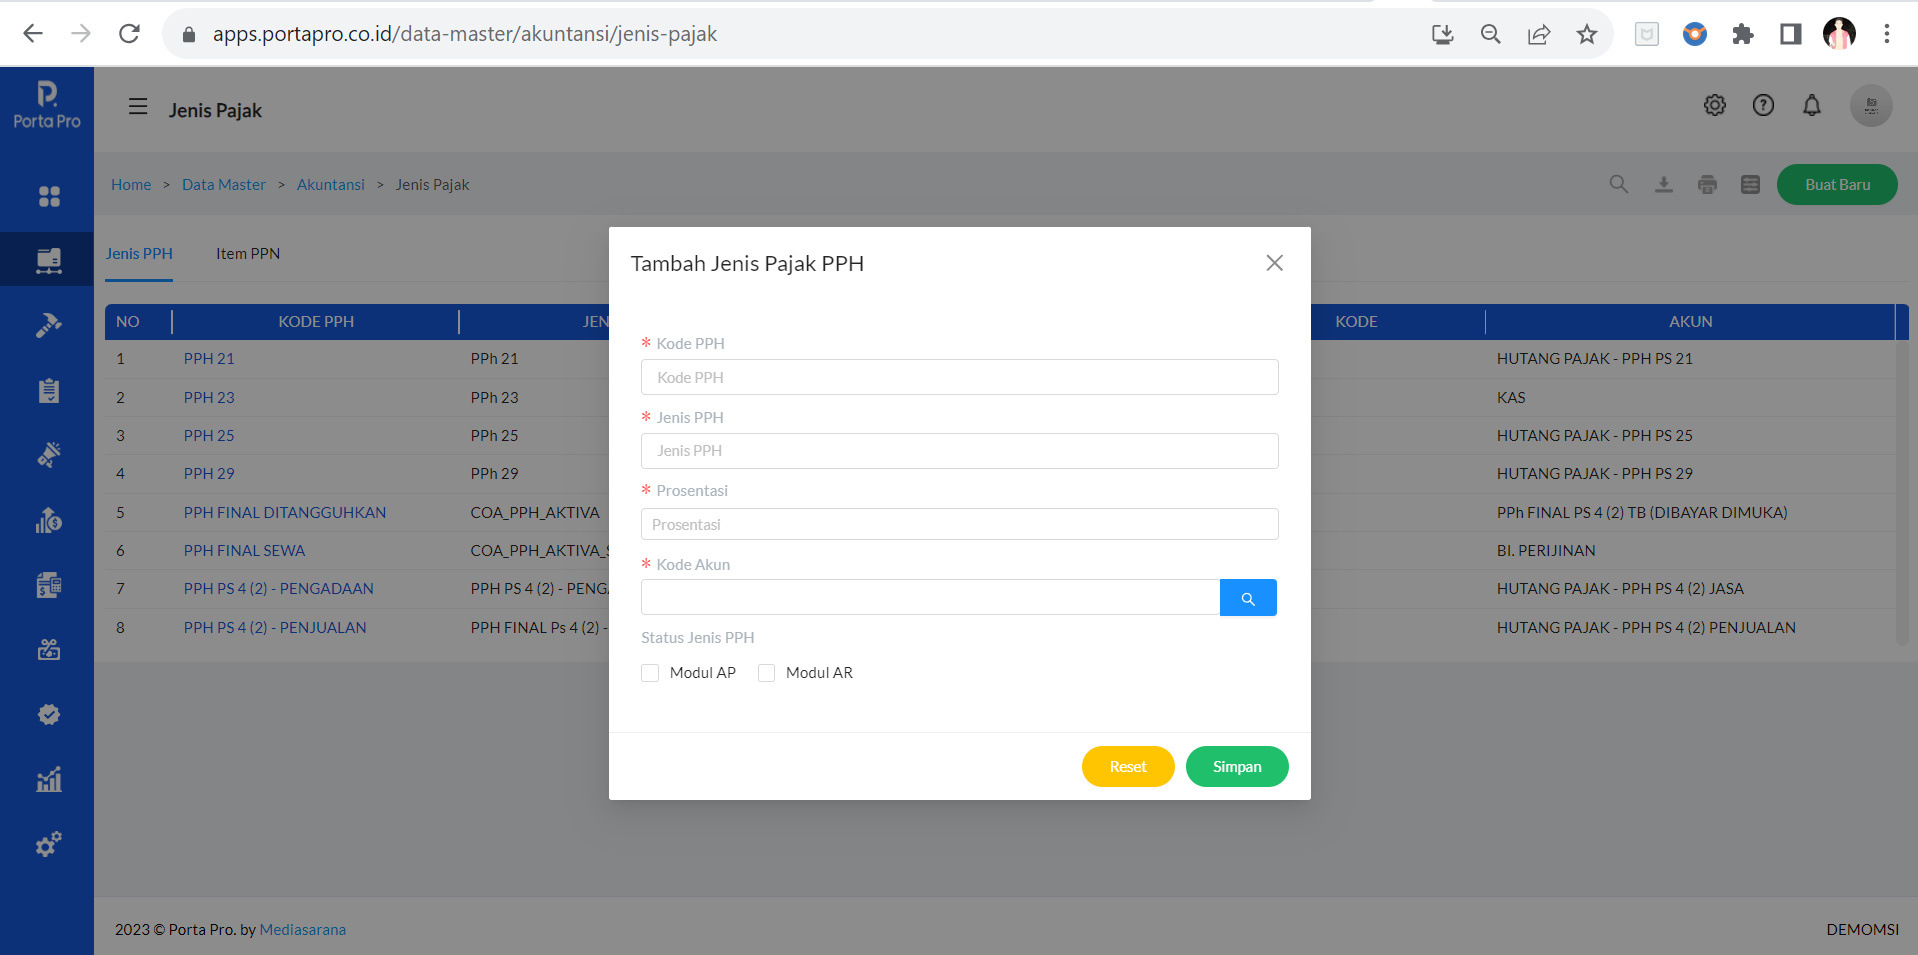 apps.portapro.co.id/data-master/akuntansi/jenis-pajak
Porta Pro
Jenis Pajak
Home > Data Master > Akuntansi > Jenis Pajak
Buat Baru
Jenis PPH
Item PPN
NO KODE PPH JEN KODE AKUN
1 PPH 21 PPh 21 HUTANG PAJAK - PPH PS 21
2 PPH 23 PPh 23 KAS
3 PPH 25 PPh 25 HUTANG PAJAK - PPH PS 25
4 PPH 29 PPh 29 HUTANG PAJAK - PPH PS 29
5 PPH FINAL DITANGGUHKAN COA_PPH_AKTIVA PPh FINAL PS 4 (2) TB (DIBAYAR DIMUKA)
6 PPH FINAL SEWA COA_PPH_AKTIVA_S BI. PERIJINAN
7 PPH PS 4 (2) - PENGADAAN PPH PS 4 (2) - PENGA HUTANG PAJAK - PPH PS 4 (2) JASA
8 PPH PS 4 (2) - PENJUALAN PPH FINAL Ps 4 (2) - HUTANG PAJAK - PPH PS 4 (2) PENJUALAN
Tambah Jenis Pajak PPH
* Kode PPH
Kode PPH
* Jenis PPH
Jenis PPH
* Prosentasi
Prosentasi
* Kode Akun
Status Jenis PPH
Modul AP Modul AR
Reset Simpan
2023 © Porta Pro. by Mediasarana
DEMOMSI